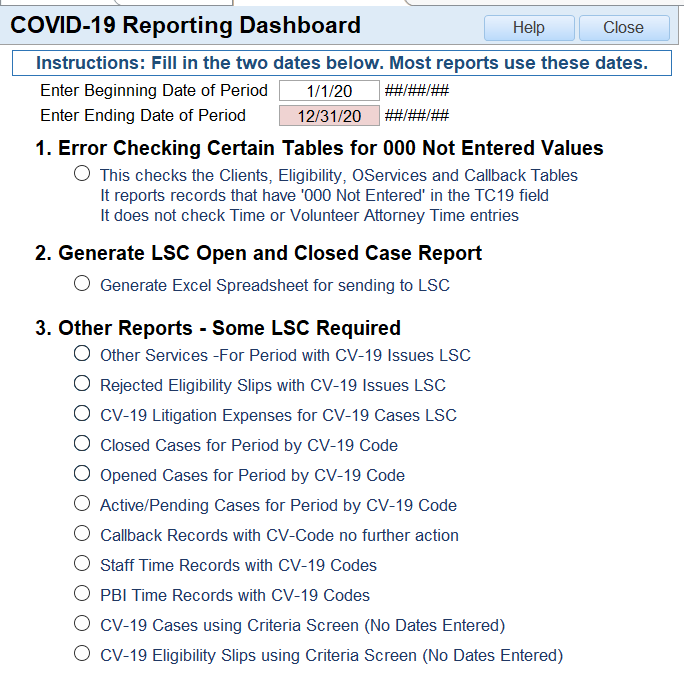 COVID-19 Reporting Dashboard Help Close
Instructions: Fill in the two dates below. Most reports use these dates.
Enter Beginning Date of Period 1/1/20 ##/##/##
Enter Ending Date of Period 12/31/20 ##/##/##
1. Error Checking Certain Tables for 000 Not Entered Values
This checks the Clients, Eligibility, OServices and Callback Tables
It reports records that have '000 Not Entered' in the TC19 field
It does not check Time or Volunteer Attorney Time entries
2. Generate LSC Open and Closed Case Report
Generate Excel Spreadsheet for sending to LSC
3. Other Reports - Some LSC Required
Other Services -For Period with CV-19 Issues LSC
Rejected Eligibility Slips with CV-19 Issues LSC
CV-19 Litigation Expenses for CV-19 Cases LSC
Closed Cases for Period by CV-19 Code
Opened Cases for Period by CV-19 Code
Active/Pending Cases for Period by CV-19 Code
Callback Records with CV-Code no further action
Staff Time Records with CV-19 Codes
PBI Time Records with CV-19 Codes
CV-19 Cases using Criteria Screen (No Dates Entered)
CV-19 Eligibility Slips using Criteria Screen (No Dates Entered)